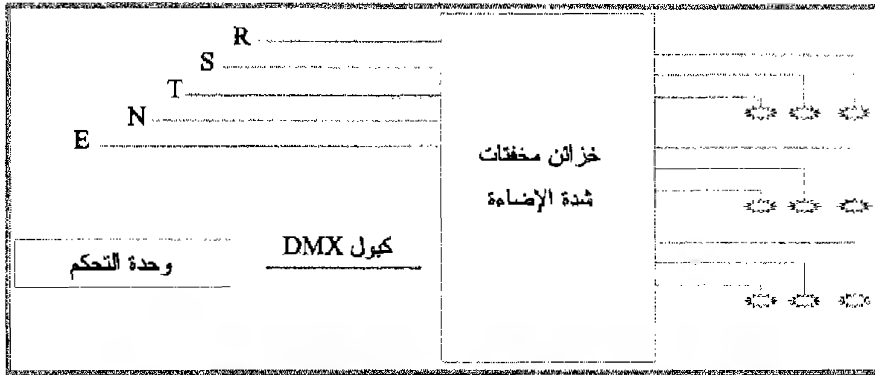 R
S
T
N
E
خزائن مخفتات
شدة الإضاءة
كبول DMX
وحدة التحكم